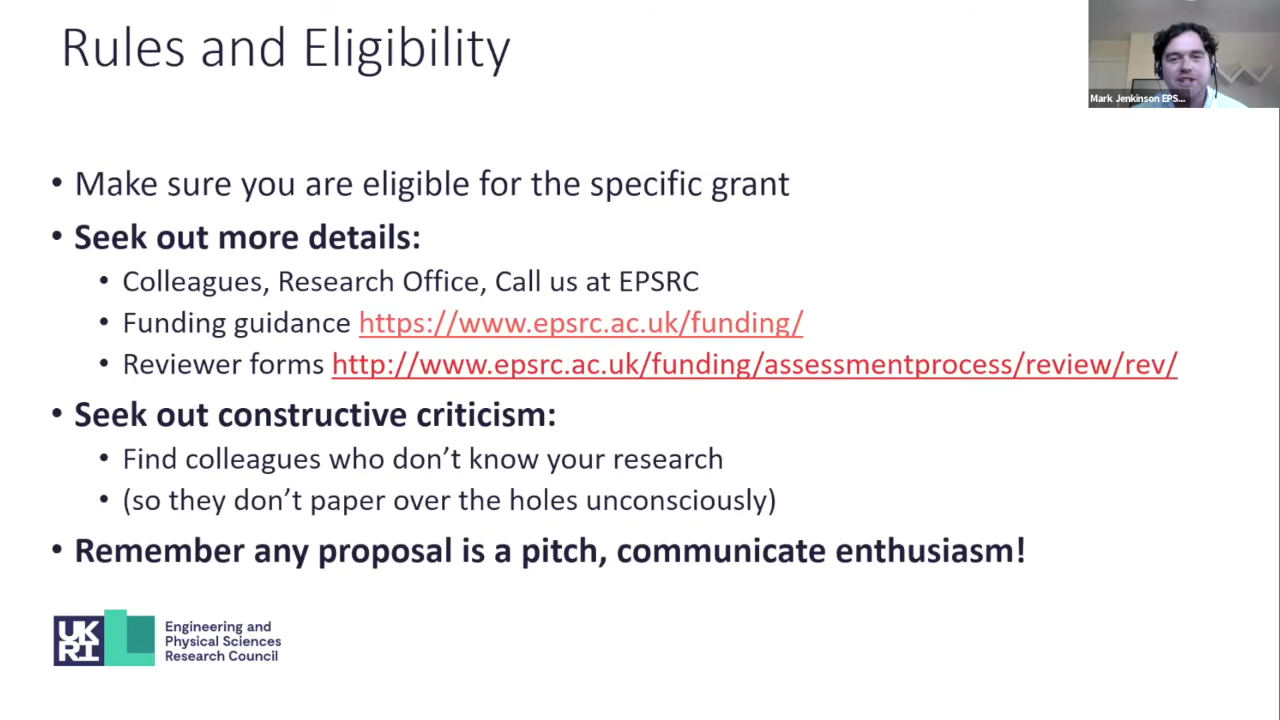 Rules and Eligibility
Mark Jenkinson EPS...
• Make sure you are eligible for the specific grant
• Seek out more details:
• Colleagues, Research Office, Call us at EPSRC
• Funding guidance https://www.epsrc.ac.uk/funding/
• Reviewer forms http://www.epsrc.ac.uk/funding/assessmentprocess/review/rev/
• Seek out constructive criticism:
• Find colleagues who don’t know your research
• (so they don’t paper over the holes unconsciously)
• Remember any proposal is a pitch, communicate enthusiasm!
UK
RI
Engineering and
Physical Sciences
Research Council